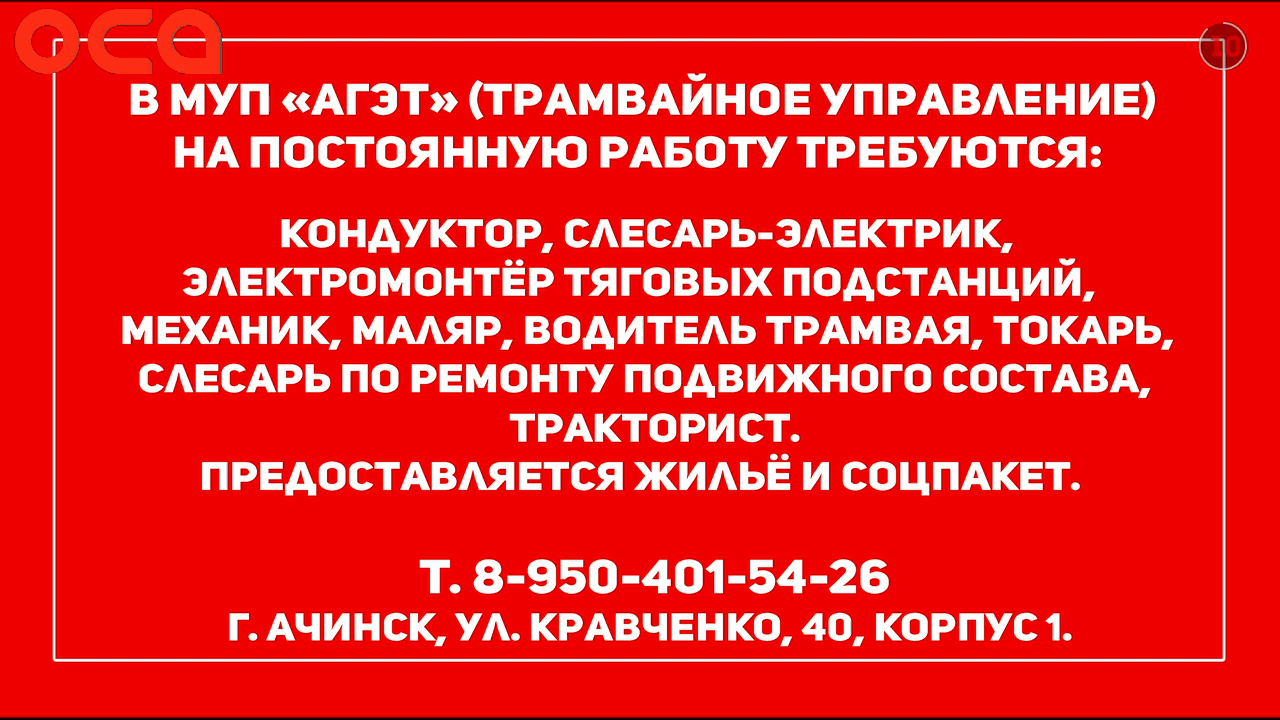 оса
10
В МУП «АГЭТ» (ТРАМВАЙНОЕ УПРАВЛЕНИЕ)
НА ПОСТОЯННУЮ РАБОТУ ТРЕБУЮТСЯ:
КОНДУКТОР, СЛЕСАРЬ-ЭЛЕКТРИК,
ЭЛЕКТРОМОНТЁР ТЯГОВЫХ ПОДСТАНЦИЙ,
МЕХАНИК, МАЛЯР, ВОДИТЕЛЬ ТРАМВАЯ, ТОКАРЬ,
СЛЕСАРЬ ПО РЕМОНТУ ПОДВИЖНОГО СОСТАВА,
ТРАКТОРИСТ.
ПРЕДОСТАВЛЯЕТСЯ ЖИЛЬЁ И СОЦПАКЕТ.
Т. 8-950-401-54-26
Г. АЧИНСК, УЛ. КРАВЧЕНКО, 40, КОРПУС 1.